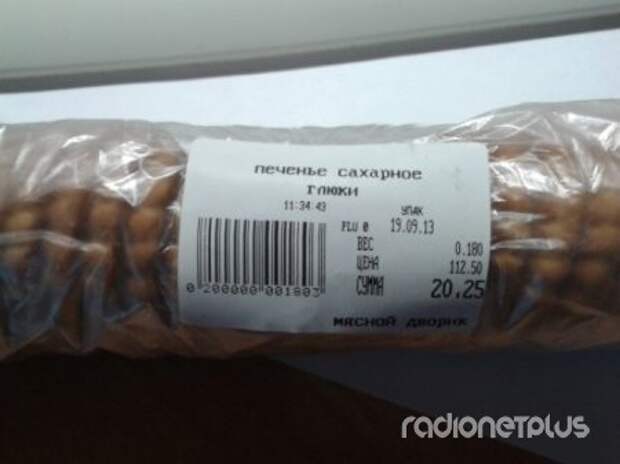 печенье сахарное
глюки
11:34:43
УПАК
PLU 0 19.09.13
ВЕС 0.180
ЦЕНА 112.50
СУММА 20.25
0 200000 001803
мясной дворик
radionetplus